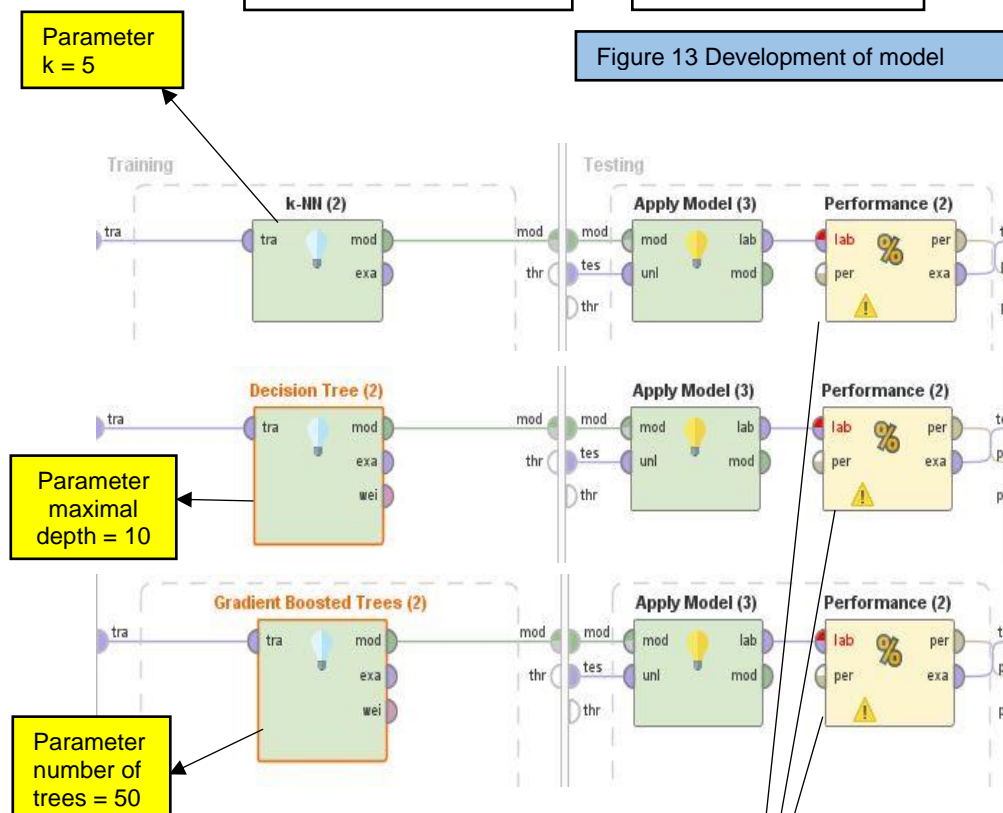 Parameter
k = 5
Figure 13 Development of model
Training
Testing
k-NN (2)
Apply Model (3)
Performance (2)
tra
tra
mod
mod
mod
mod
lab
lab
per
exa
thr
tes
unl
mod
per
exa
thr
Decision Tree (2)
Apply Model (3)
Performance (2)
tra
tra
mod
mod
mod
mod
lab
lab
per
exa
thr
tes
unl
mod
per
exa
wei
thr
Parameter
maximal
depth = 10
Gradient Boosted Trees (2)
Apply Model (3)
Performance (2)
tra
tra
mod
mod
mod
mod
lab
lab
per
exa
thr
tes
unl
mod
per
exa
wei
thr
Parameter
number of
trees = 50